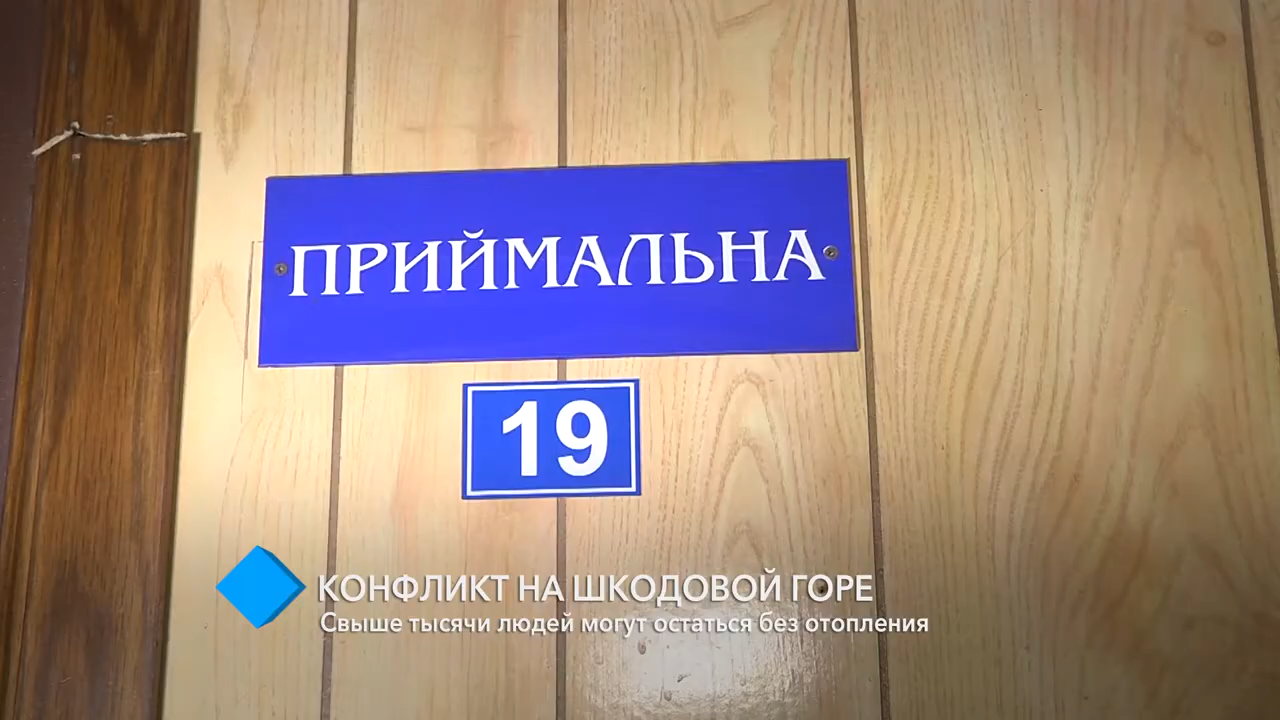 ПРИЙМАЛЬНА
19
КОНФЛИКТ НА ШКОДОВОЙ ГОРЕ
Свыше тысячи людей могут остаться без отопления